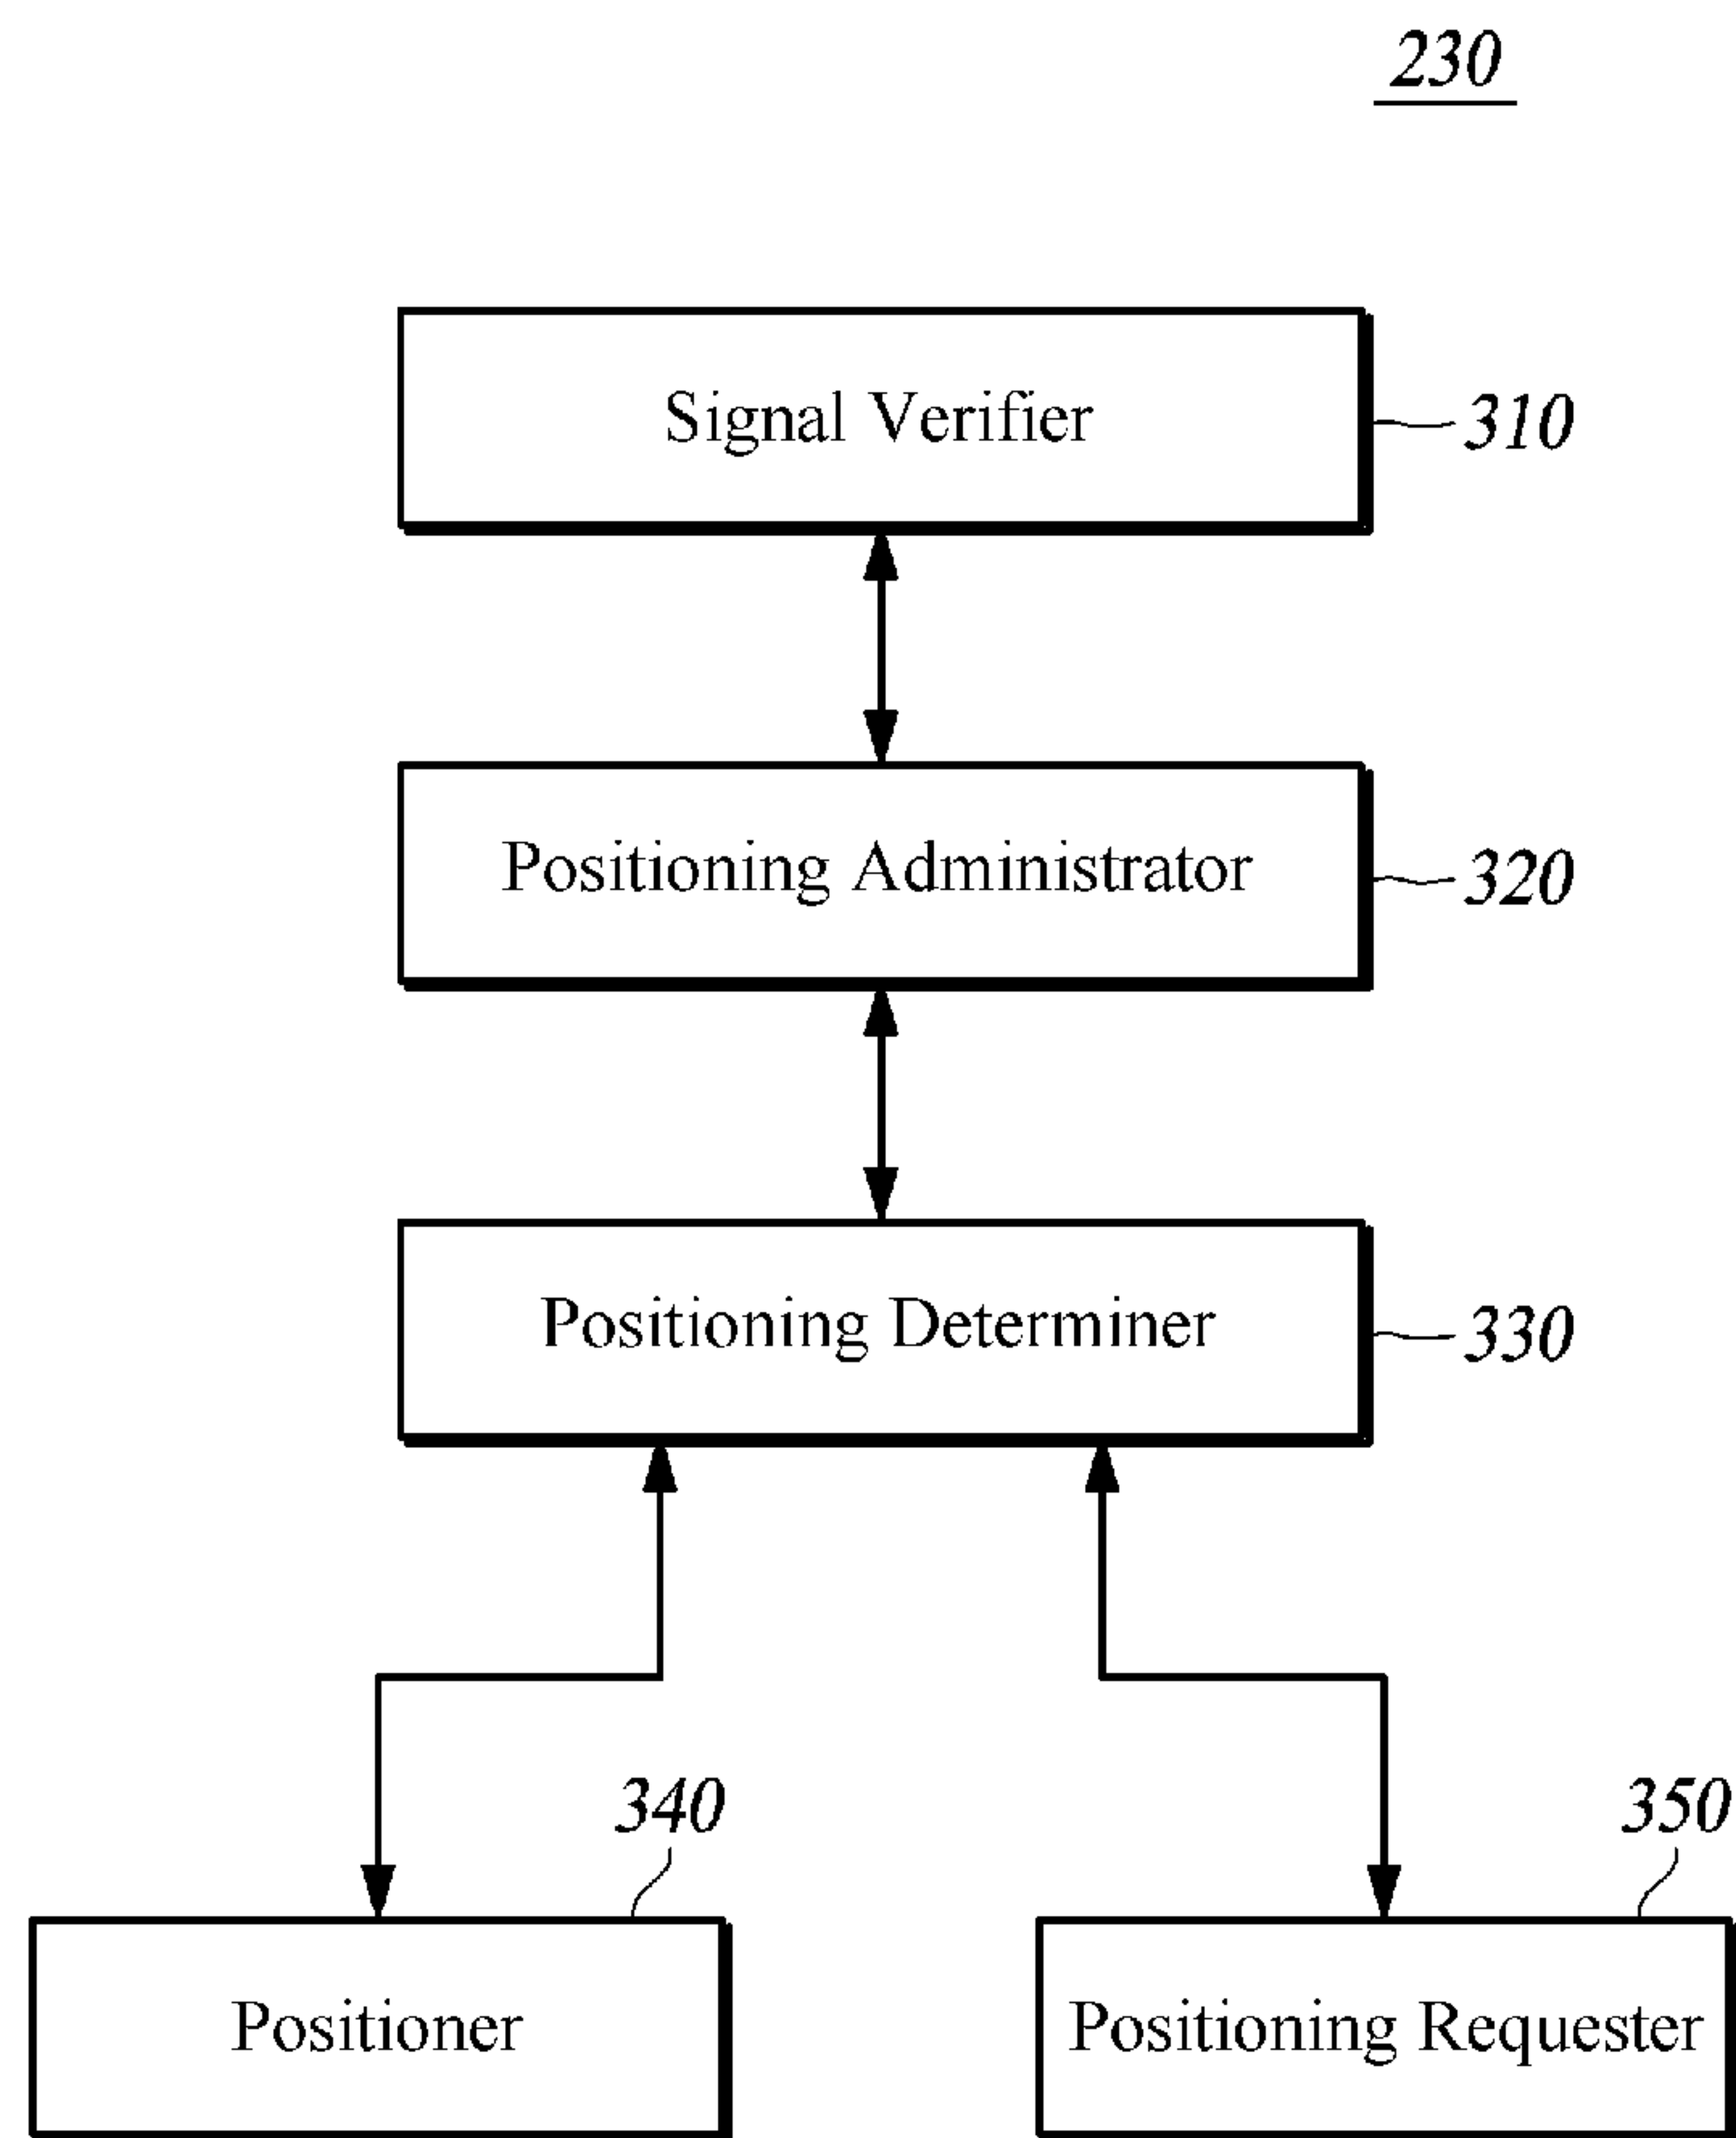 230
Signal Verifier
310
Positioning Administrator
320
Positioning Determiner
330
340
350
Positioner
Positioning Requester